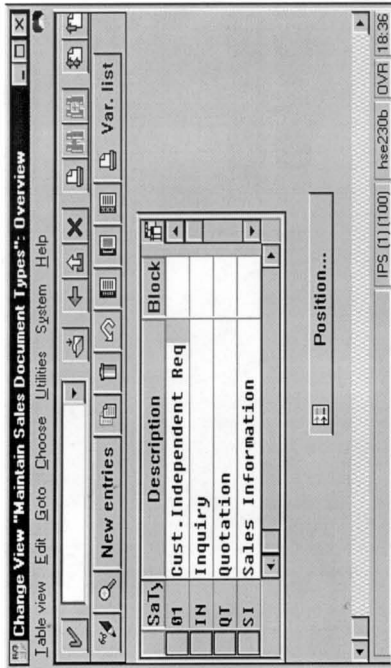 Change View "Maintain Sales Document Types": Overview
Table view Edit Goto Choose Utilities System Help
New entries Var. list
SaTy Description Block
01 Cust.Independent Req
IN Inquiry
QT Quotation
SI Sales Information
Position...
IPS (1) (100) hse230b OVR 18:36